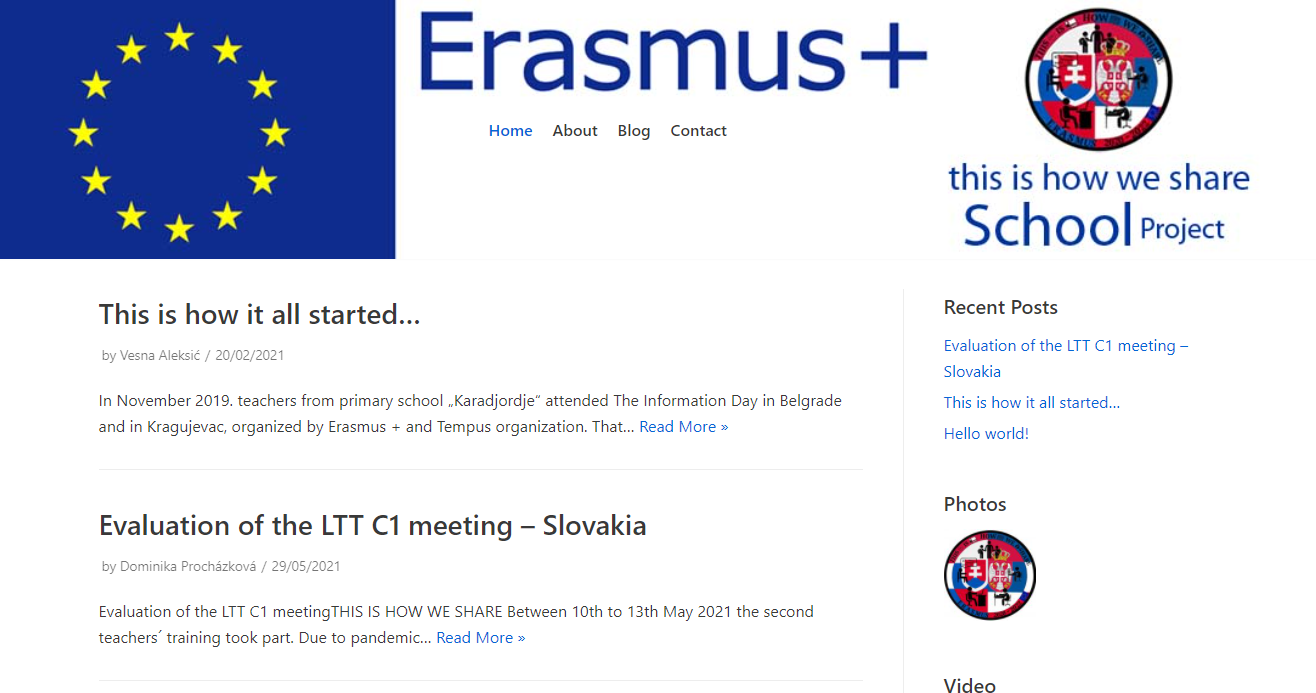 Erasmus+
Home About Blog Contact
this is how we share
School Project
This is how it all started...
by Vesna Aleksić / 20/02/2021
In November 2019. teachers from primary school „Karadjordje“ attended The Information Day in Belgrade
and in Kragujevac, organized by Erasmus + and Tempus organization. That... Read More »
Evaluation of the LTT C1 meeting – Slovakia
by Dominika Procházková / 29/05/2021
Evaluation of the LTT C1 meetingTHIS IS HOW WE SHARE Between 10th to 13th May 2021 the second
teachers´ training took part. Due to pandemic... Read More »
Recent Posts
Evaluation of the LTT C1 meeting –
Slovakia
This is how it all started...
Hello world!
Photos
Video